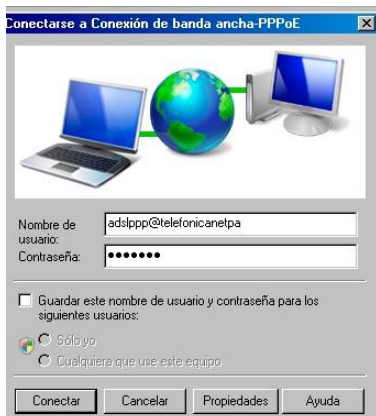 Conectarse a Conexión de banda ancha-PPPoE
Nombre de usuario:
adslppp@telefonicanetpa
Contraseña:
●●●●●●●
Guardar este nombre de usuario y contraseña para los
siguientes usuarios:
Sólo yo
Cualquiera que use este equipo
Conectar Cancelar Propiedades Ayuda